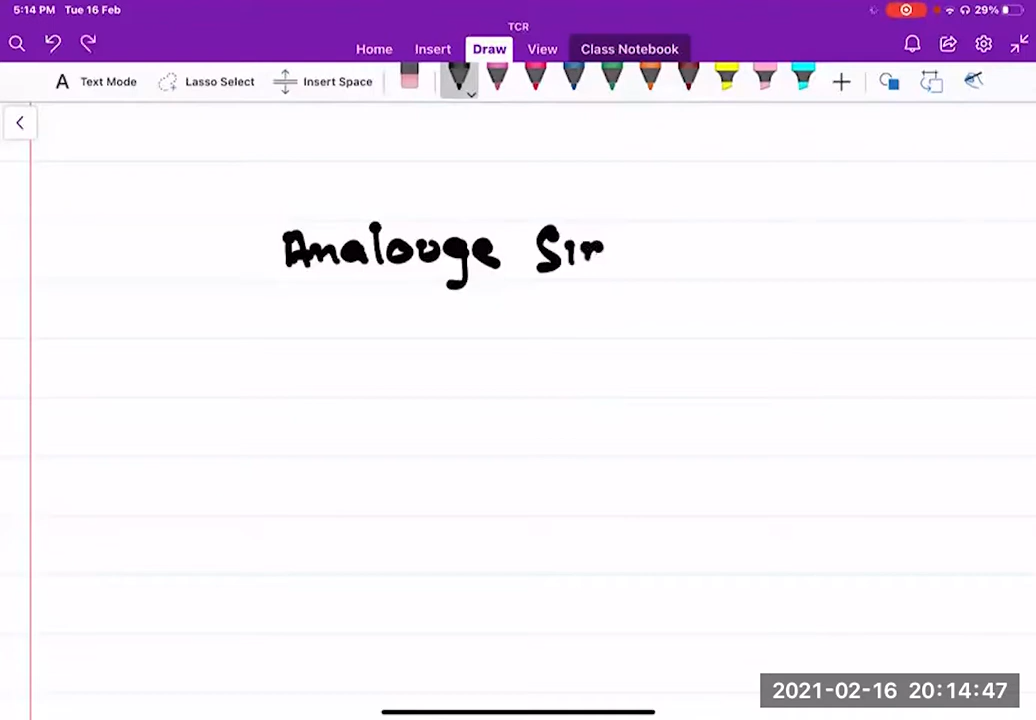 5:14 PM Tue 16 Feb
29%
TCR
Home Insert Draw View Class Notebook
A Text Mode Lasso Select Insert Space
Analouge Sir
2021-02-16 20:14:47